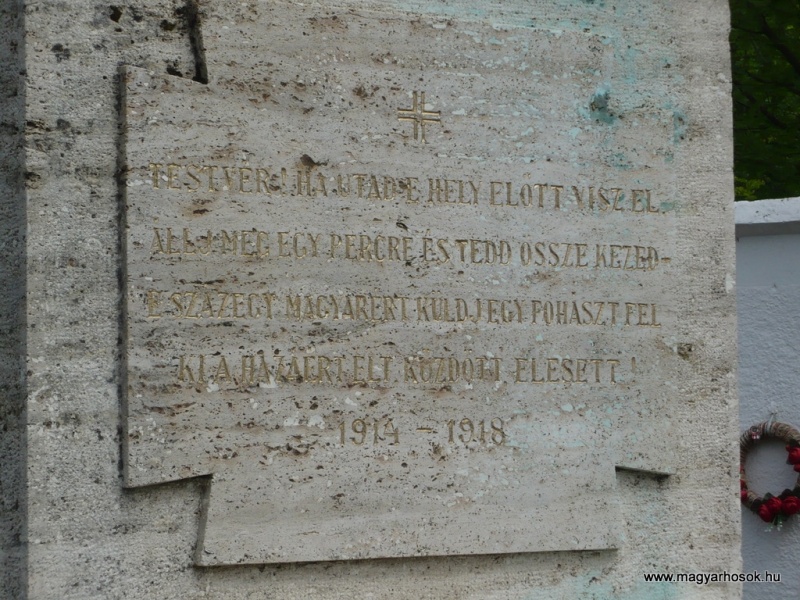 TESTVÉR! HA UTAD E HELY ELŐTT VISZ EL.
ÁLLJ MEG EGY PERCRE ÉS TEDD ÖSSZE KEZED-
E SZÁZEGY MAGYARÉRT KÜLDJ EGY FOHÁSZT FEL
KI A HAZÁÉRT ÉLT, KÜZDÖTT, ELESETT!
1914 - 1918
www.magyarhosok.hu